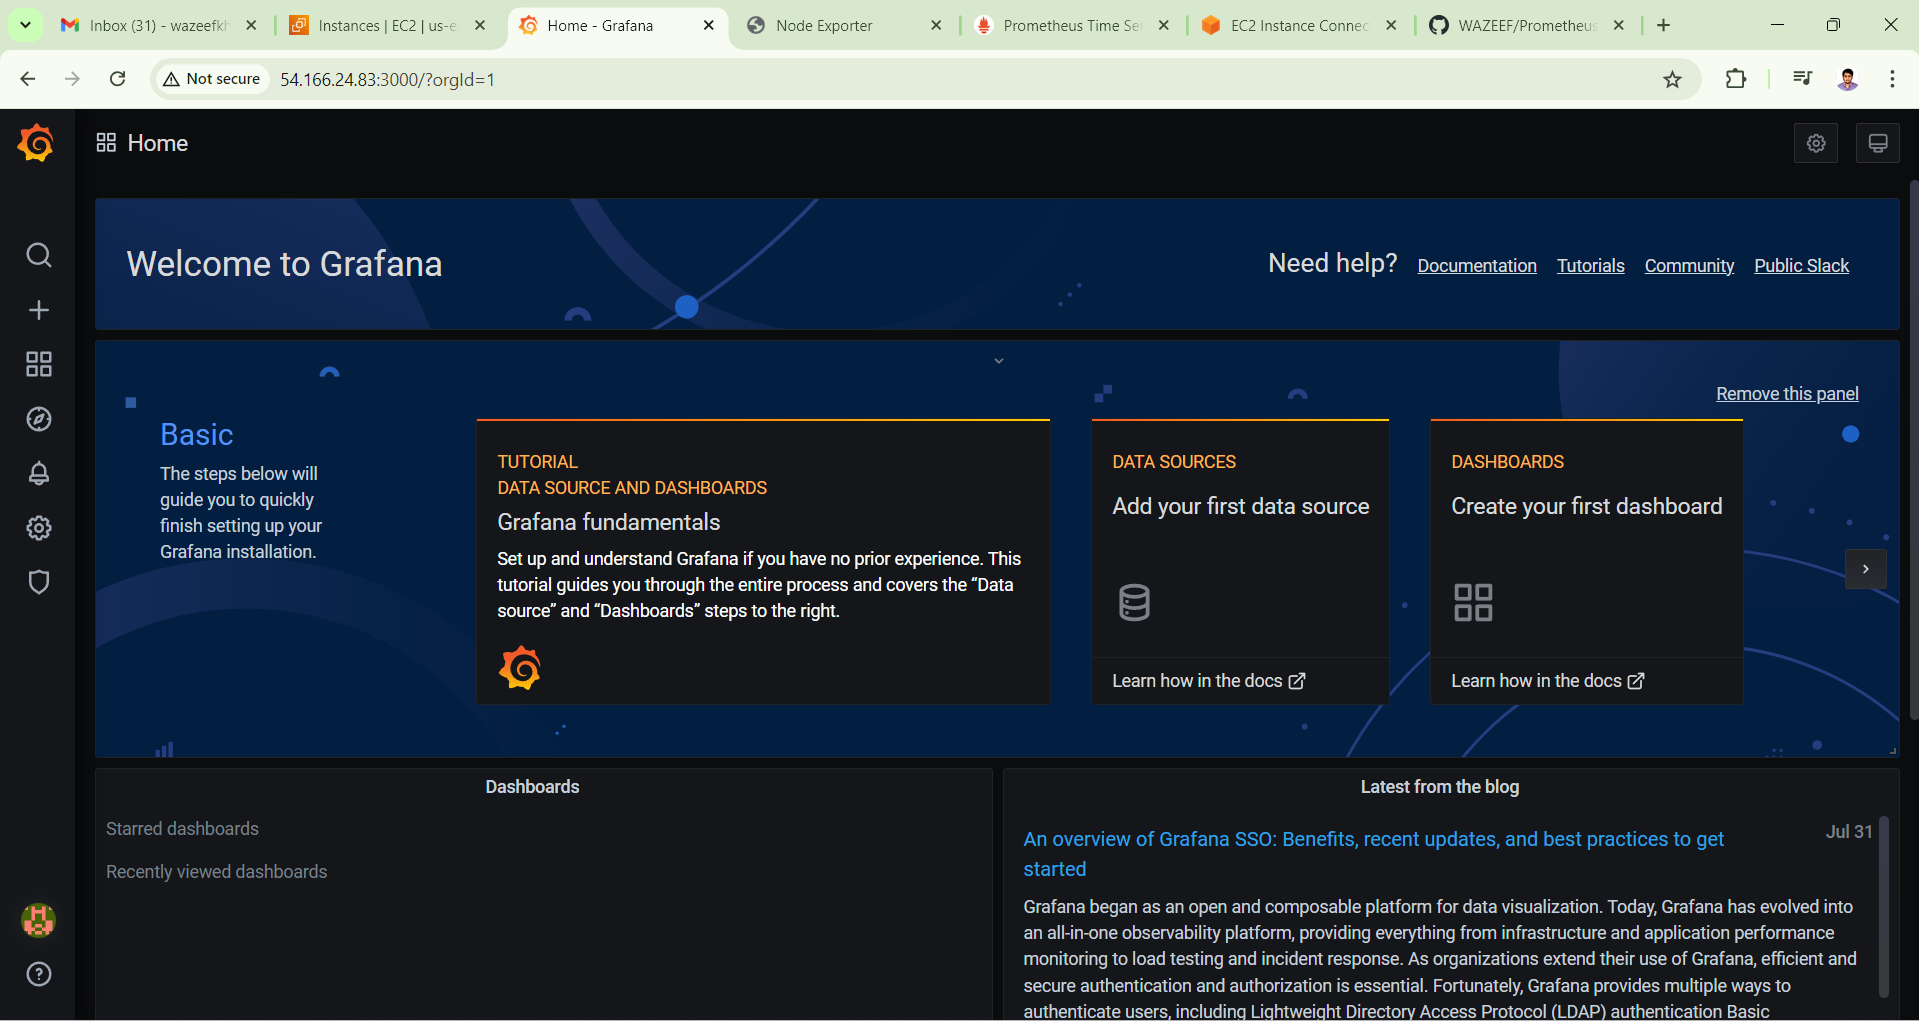 Inbox (31) - wazeefkh
Instances | EC2 | us-e
Home - Grafana
Node Exporter
Prometheus Time Ser
EC2 Instance Connec
WAZEEF/Prometheus
Not secure
54.166.24.83:3000/?orgId=1
Home
Welcome to Grafana
Need help?
Documentation
Tutorials
Community
Public Slack
Remove this panel
Basic
The steps below will
guide you to quickly
finish setting up your
Grafana installation.
TUTORIAL
DATA SOURCE AND DASHBOARDS
Grafana fundamentals
Set up and understand Grafana if you have no prior experience. This
tutorial guides you through the entire process and covers the “Data
source” and “Dashboards” steps to the right.
DATA SOURCES
Add your first data source
Learn how in the docs
DASHBOARDS
Create your first dashboard
Learn how in the docs
Dashboards
Starred dashboards
Recently viewed dashboards
Latest from the blog
An overview of Grafana SSO: Benefits, recent updates, and best practices to get
started
Jul 31
Grafana began as an open and composable platform for data visualization. Today, Grafana has evolved into
an all-in-one observability platform, providing everything from infrastructure and application performance
monitoring to load testing and incident response. As organizations extend their use of Grafana, efficient and
secure authentication and authorization is essential. Fortunately, Grafana provides multiple ways to
authenticate users, including Lightweight Directory Access Protocol (LDAP) authentication Basic